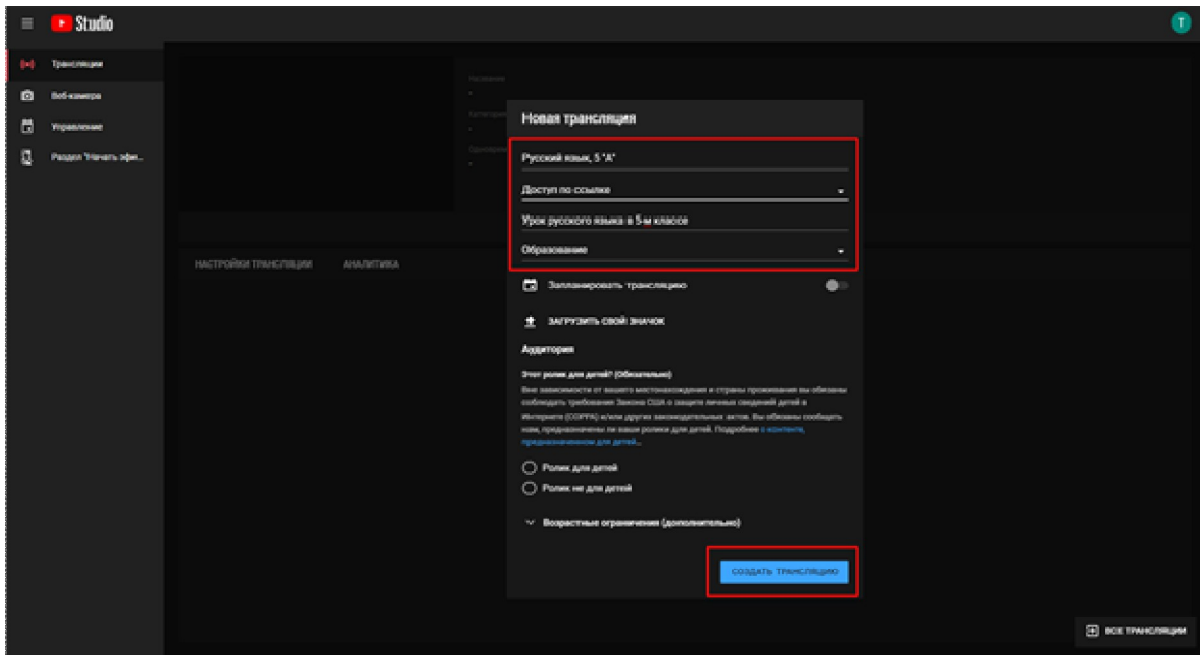 Studio
T
Трансляции
Веб-камера
Управление
Раздел "Начать эфи...
Название
-
Категория
-
-
НАСТРОЙКИ ТРАНСЛЯЦИИ
АНАЛИТИКА
Новая трансляция
Русский язык, 5 "А"
Доступ по ссылке
Урок русского языка в 5-м классе
Образование
Запланировать трансляцию
ЗАГРУЗИТЬ СВОЙ ЗНАЧОК
Аудитория
Этот ролик для детей? (Обязательно)
Вне зависимости от вашего местонахождения и страны проживания вы обязаны
соблюдать требования Закона США о защите личных сведений детей в
Интернете (COPPA) и/или других законодательных актов. Вы обязаны сообщать
нам, предназначены ли ваши ролики для детей. Подробнее о контенте,
предназначенном для детей...
Ролик для детей
Ролик не для детей
Возрастные ограничения (дополнительно)
СОЗДАТЬ ТРАНСЛЯЦИЮ
ВСЕ ТРАНСЛЯЦИИ